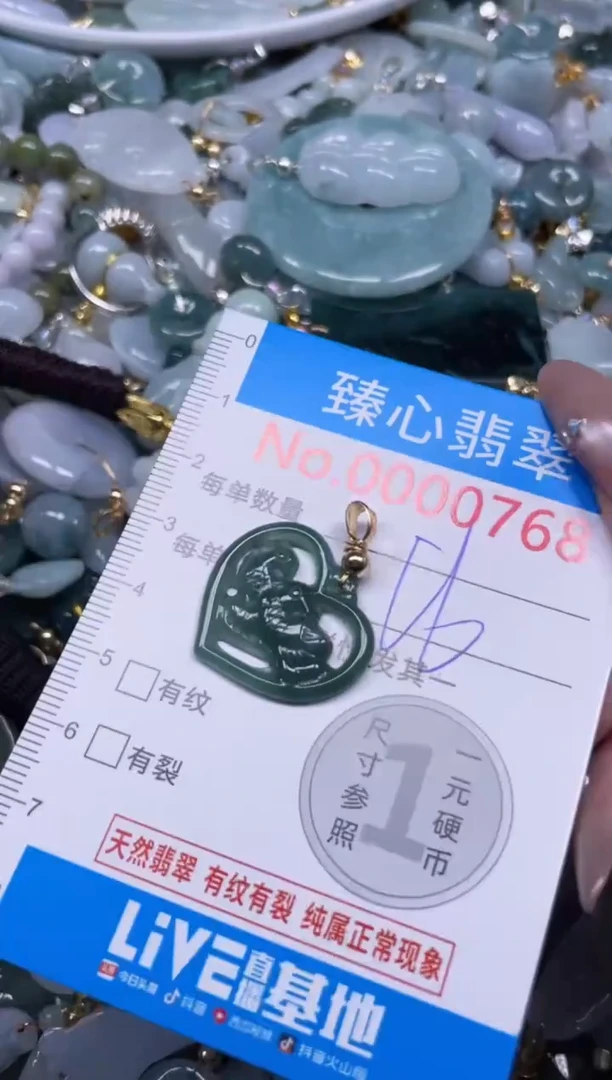 0
臻心翡翠
1
No.0000768
2
每单数量
3
每单
4
发其
5
有纹
6
有裂
7
尺寸参照
1
一元硬币
天然翡翠 有纹有裂 纯属正常现象
LiVE直播基地
今日头条 抖音 西瓜视频 抖音火山版